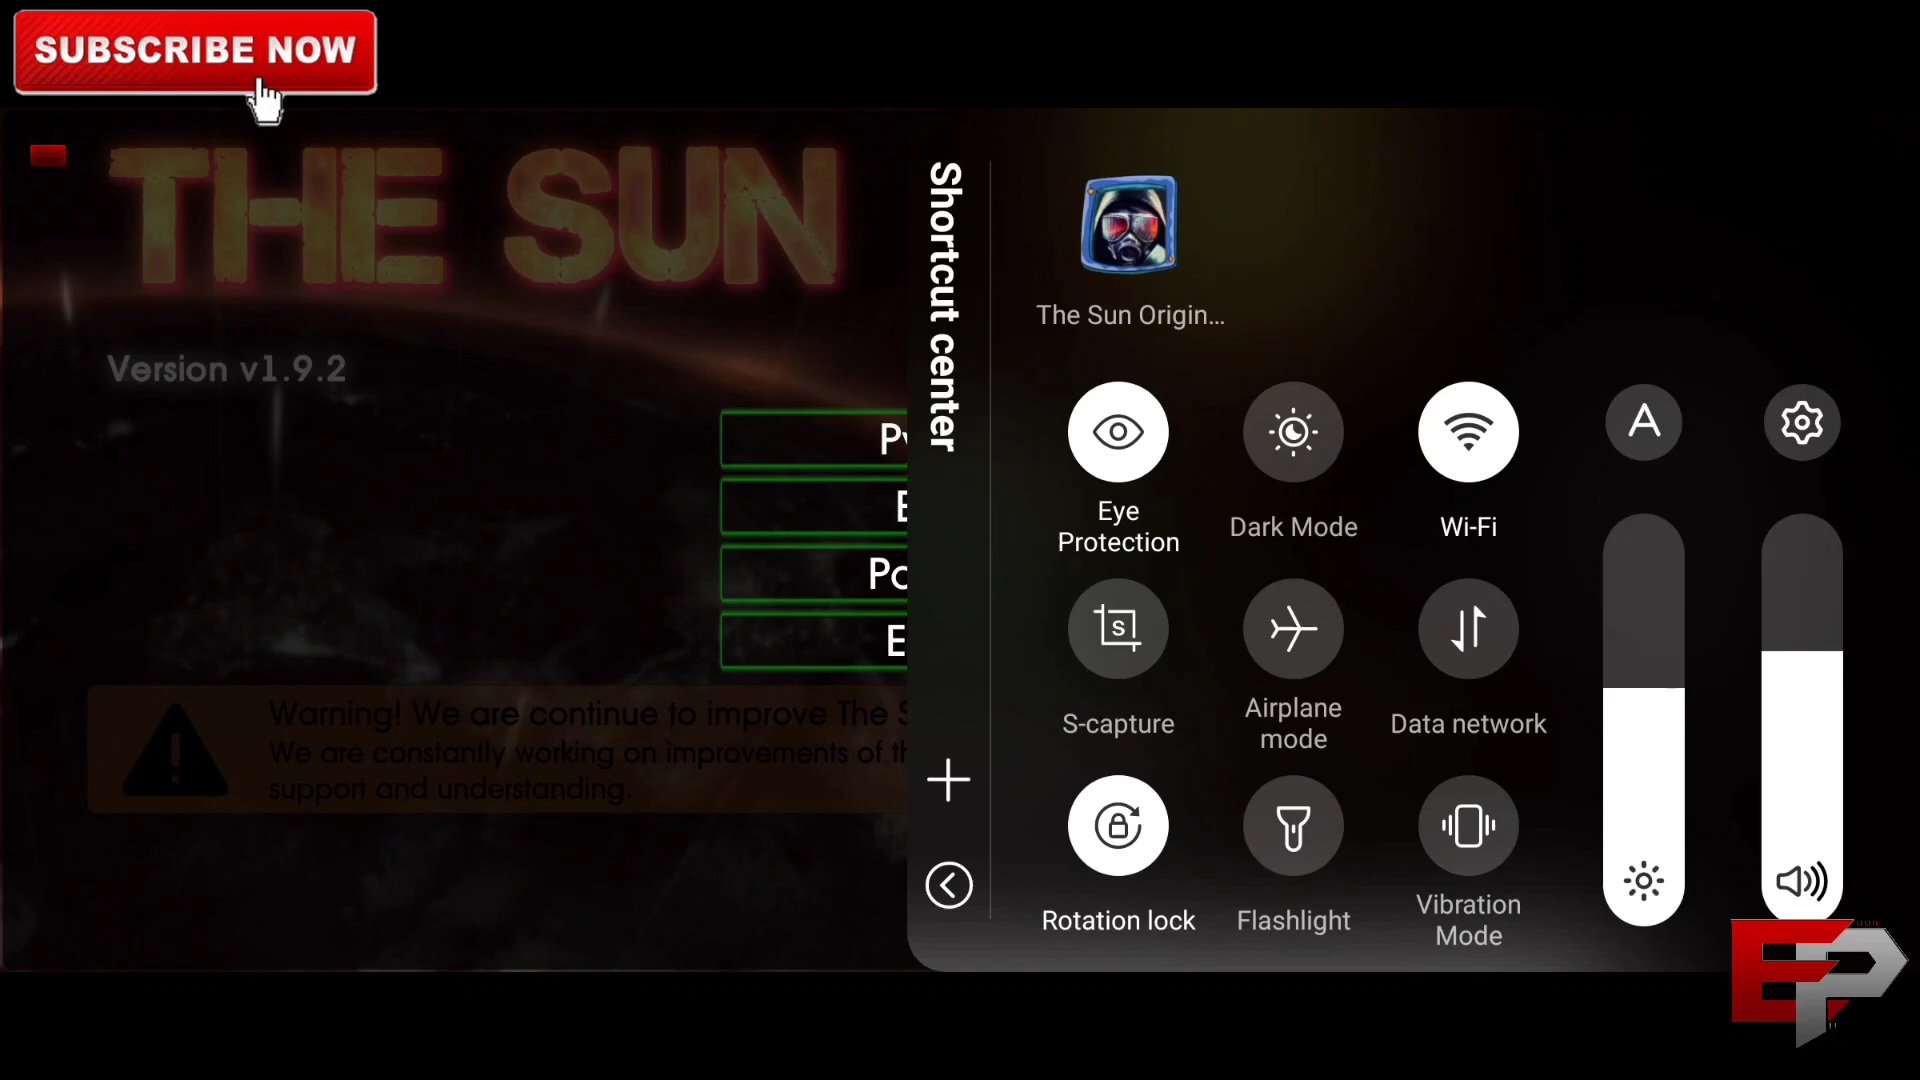 SUBSCRIBE NOW
THE SUN
Version v1.9.2
Warning! We are continue to improve The S
We are constantly working on improvements of th
support and understanding.
Shortcut center
The Sun Origin...
Eye
Protection
Dark Mode
Wi-Fi
S-capture
Airplane
mode
Data network
Rotation lock
Flashlight
Vibration
Mode
A
S
EP